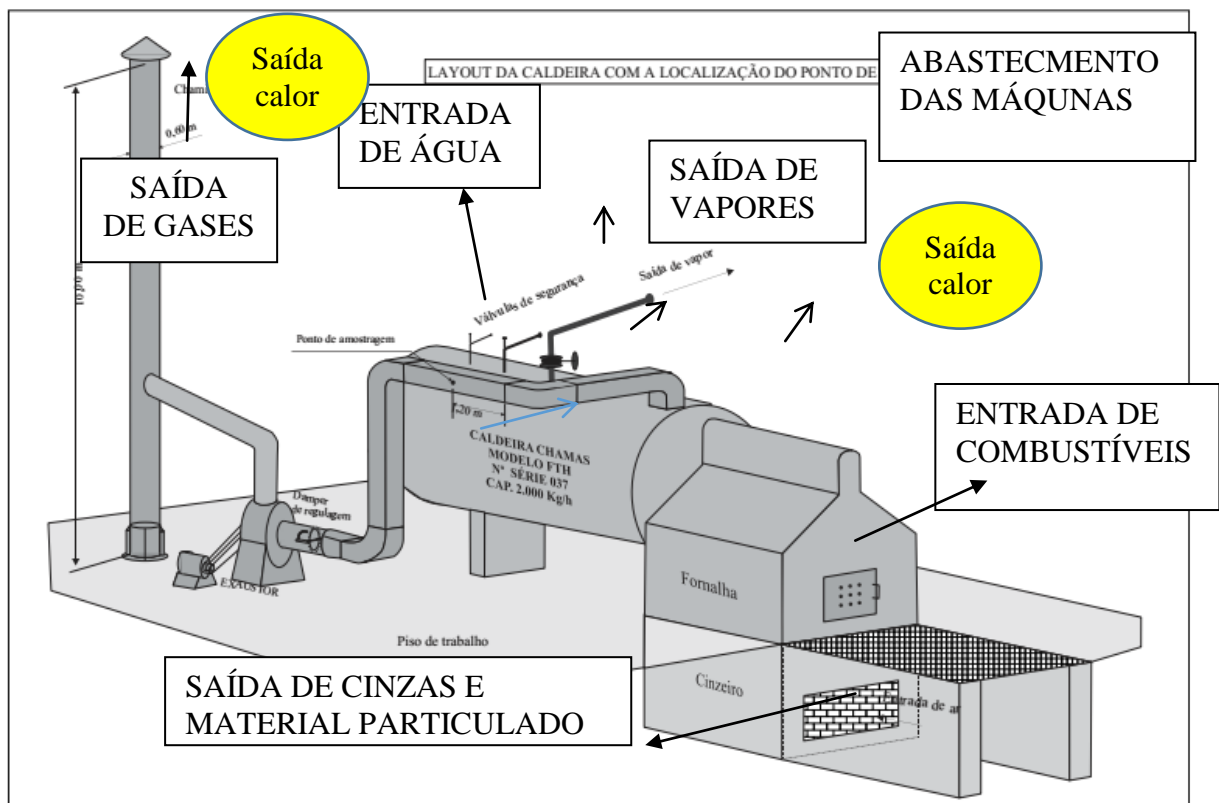 Saída
calor
LAYOUT DA CALDEIRA COM A LOCALIZAÇÃO DO PONTO DE
ABASTECMENTO
DAS MÁQUNAS
ENTRADA
DE ÁGUA
0,60 m
SAÍDA
DE GASES
SAÍDA DE
VAPORES
Saída
calor
Saída de vapor
Válvulas de segurança
Ponto de amostragem
CALDEIRA CHAMAS
MODELO FTH
Nº SÉRIE 037
CAP. 2.000 Kg/h
ENTRADA DE
COMBUSTÍVEIS
Damper
de regulagem
EXAUSTOR
Fornalha
Piso de trabalho
SAÍDA DE CINZAS E
MATERIAL PARTICULADO
Cinzeiro
de ar